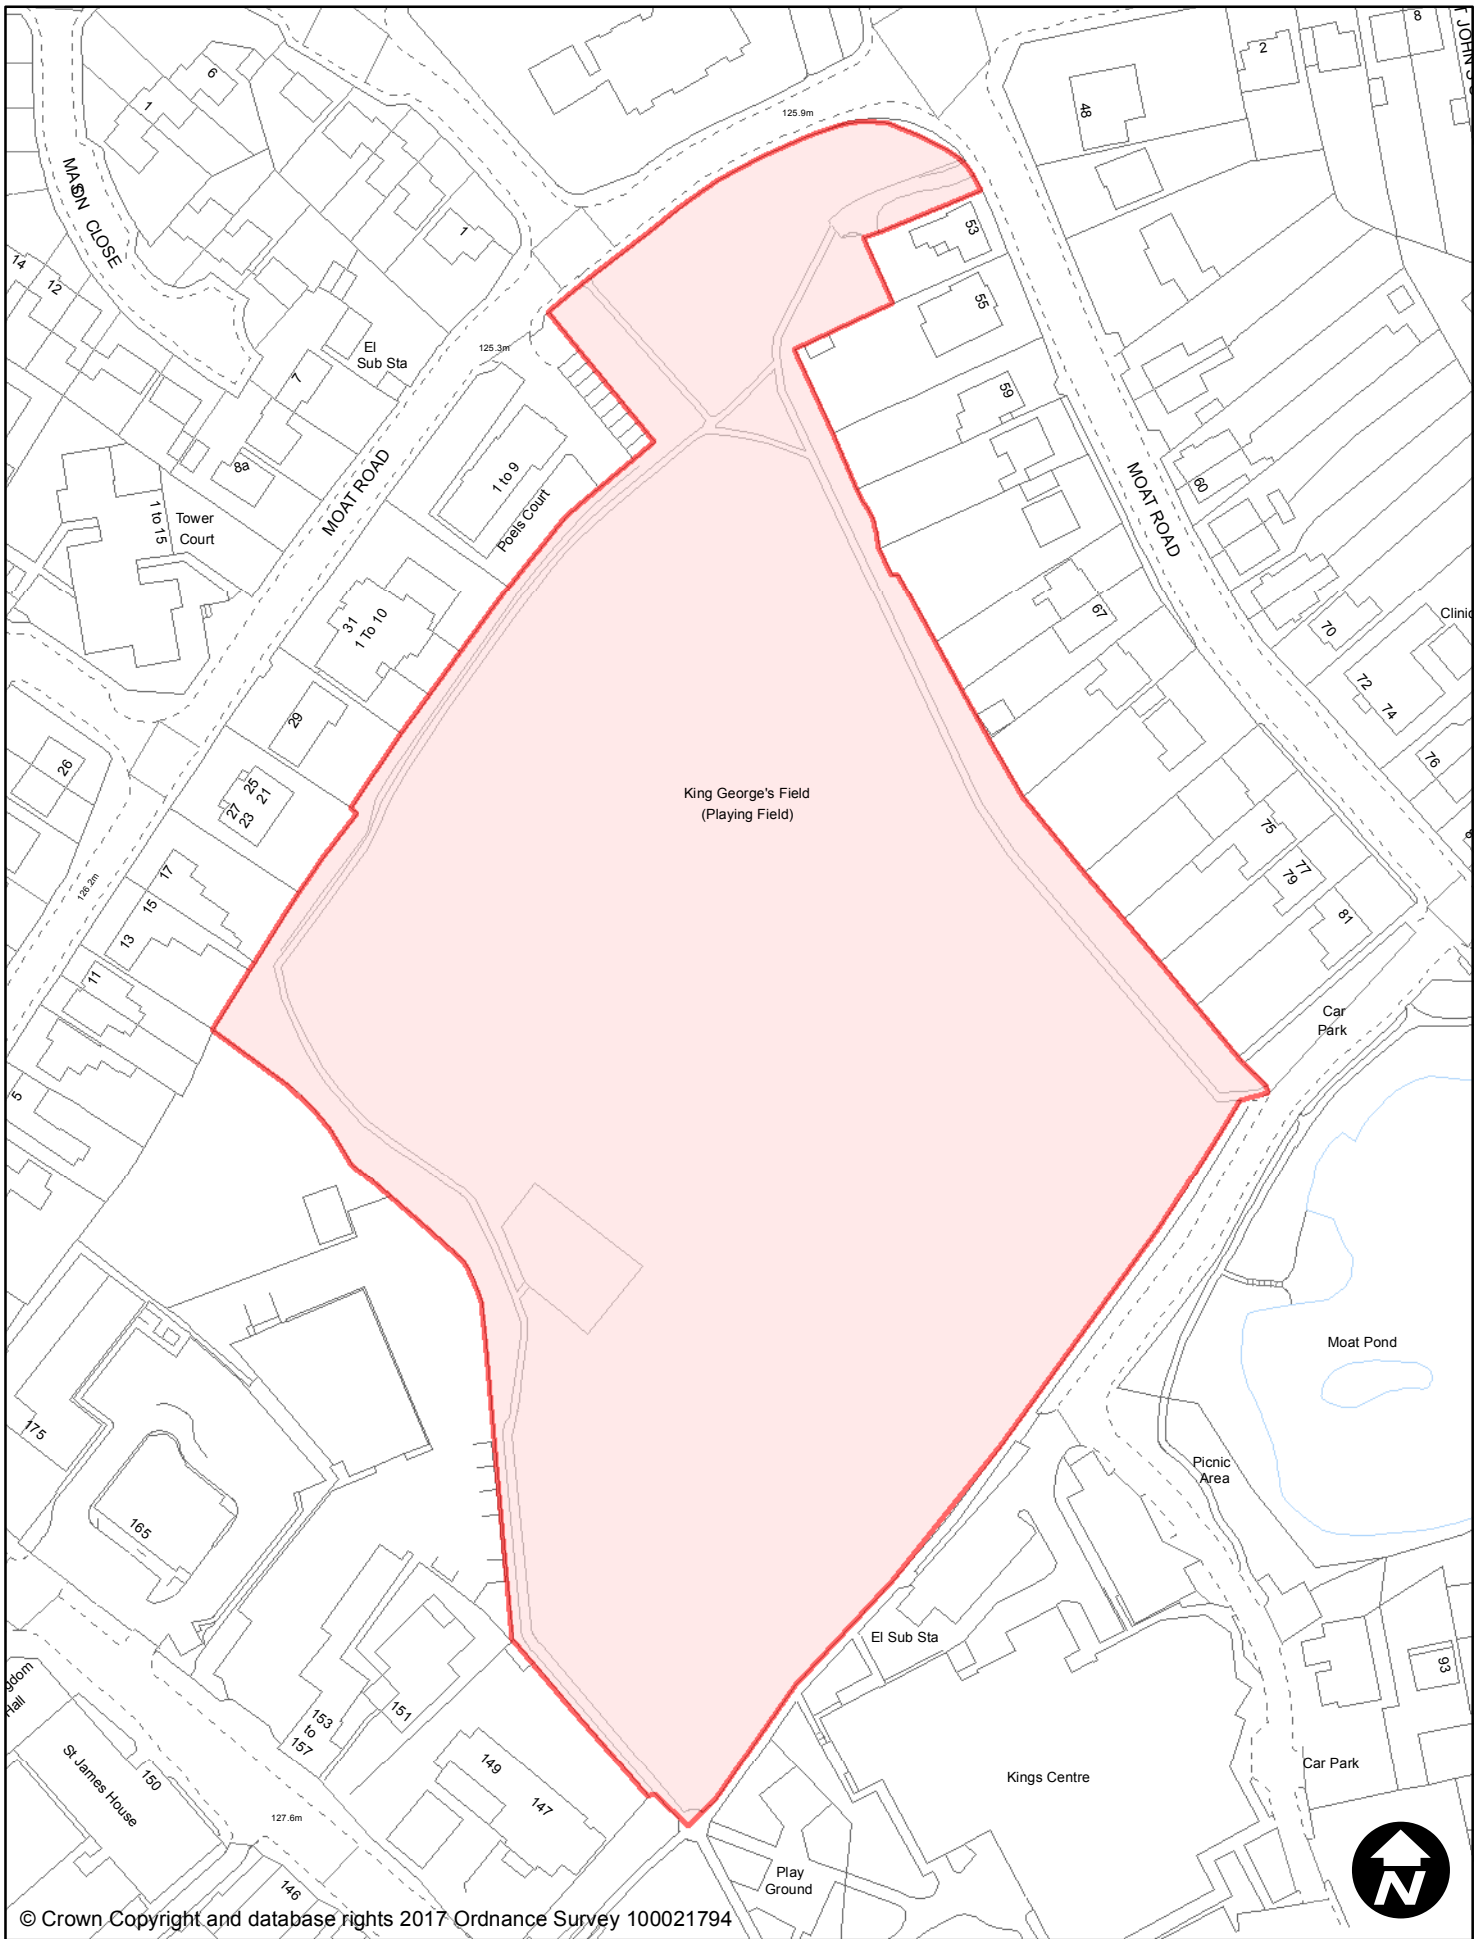 125.9m
2
8
6
1
48
MASON CLOSE
1
53
14
12
55
El
Sub Sta
125.3m
7
59
8a
1 to 9
MOAT ROAD
Poels Court
MOAT ROAD
60
1 to 15
Tower
Court
31
1 To 10
67
70
Clinic
72
74
29
76
26
25
21
27
23
King George's Field
(Playing Field)
75
77
79
17
126.2m
15
13
81
11
Car
Park
5
Moat Pond
175
Picnic
Area
165
El Sub Sta
93
153
to
157
151
Hall
St James House
150
149
147
Kings Centre
Car Park
127.6m
Play
Ground
146
N
© Crown Copyright and database rights 2017 Ordnance Survey 100021794